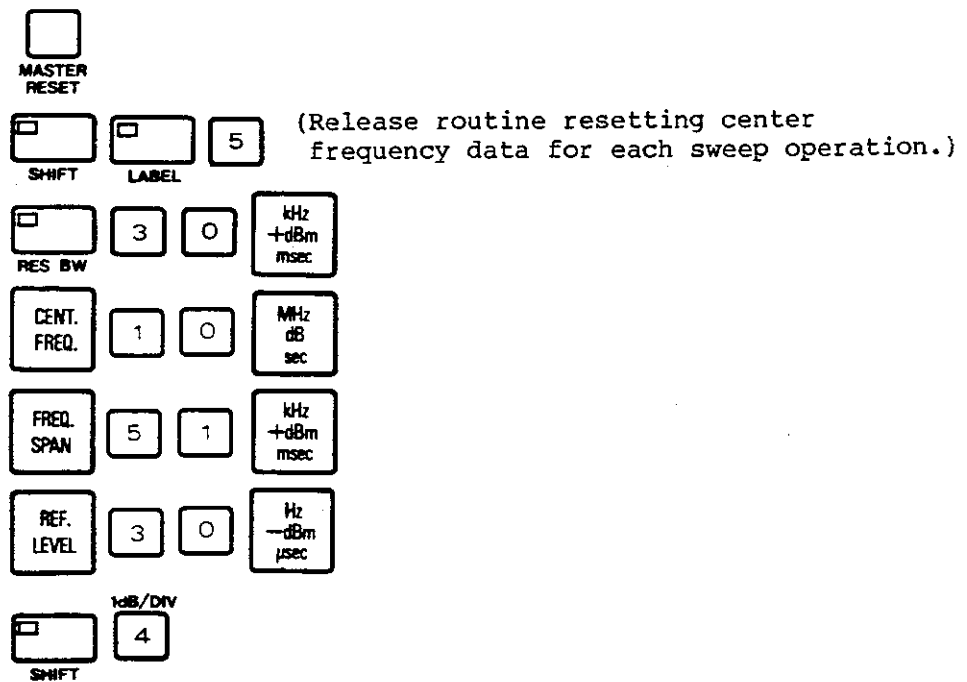 MASTER
RESET
5 (Release routine resetting center
frequency data for each sweep operation.)
SHIFT LABEL
3 0 kHz
+dBm
msec
RES BW
CENT.
FREQ. 1 0 MHz
dB
sec
FREQ.
SPAN 5 1 kHz
+dBm
msec
REF.
LEVEL 3 0 Hz
−dBm
μsec
1dB/DIV
4
SHIFT